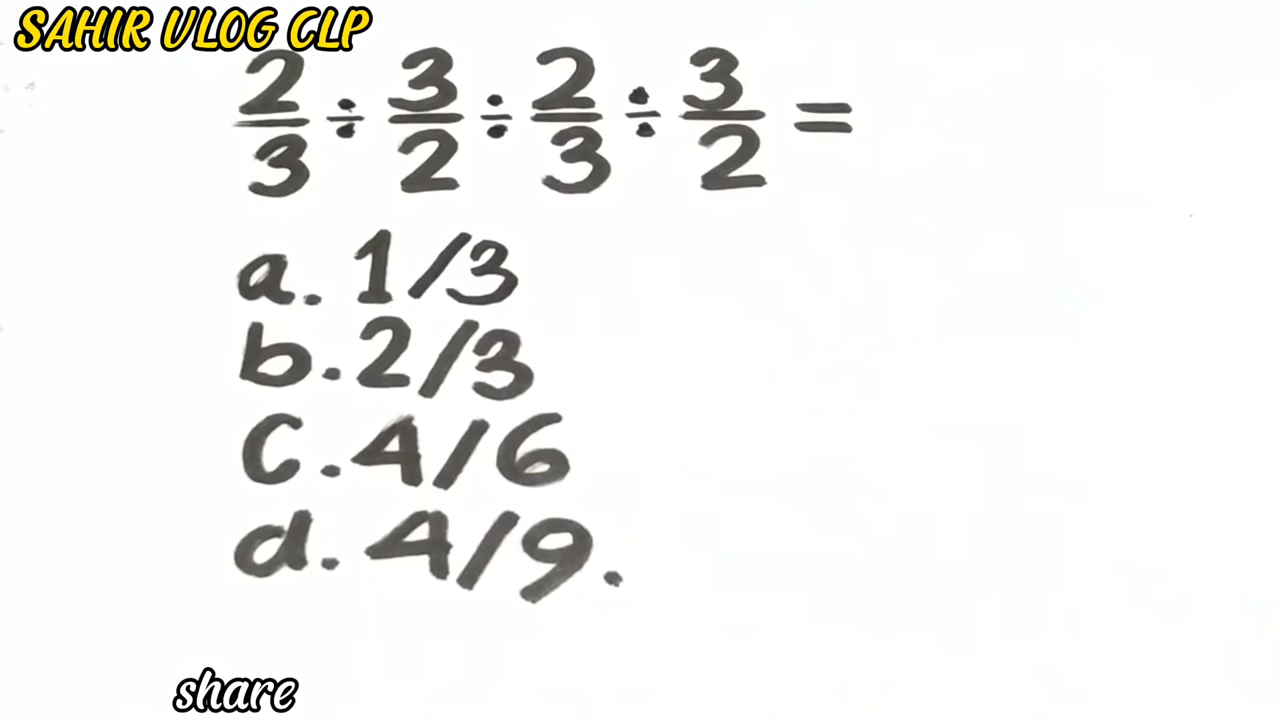 SAHIR VLOG CLP
2/3 ÷ 3/2 ÷ 2/3 ÷ 3/2 =
a. 1/3
b. 2/3
c. 4/6
d. 4/9.
share